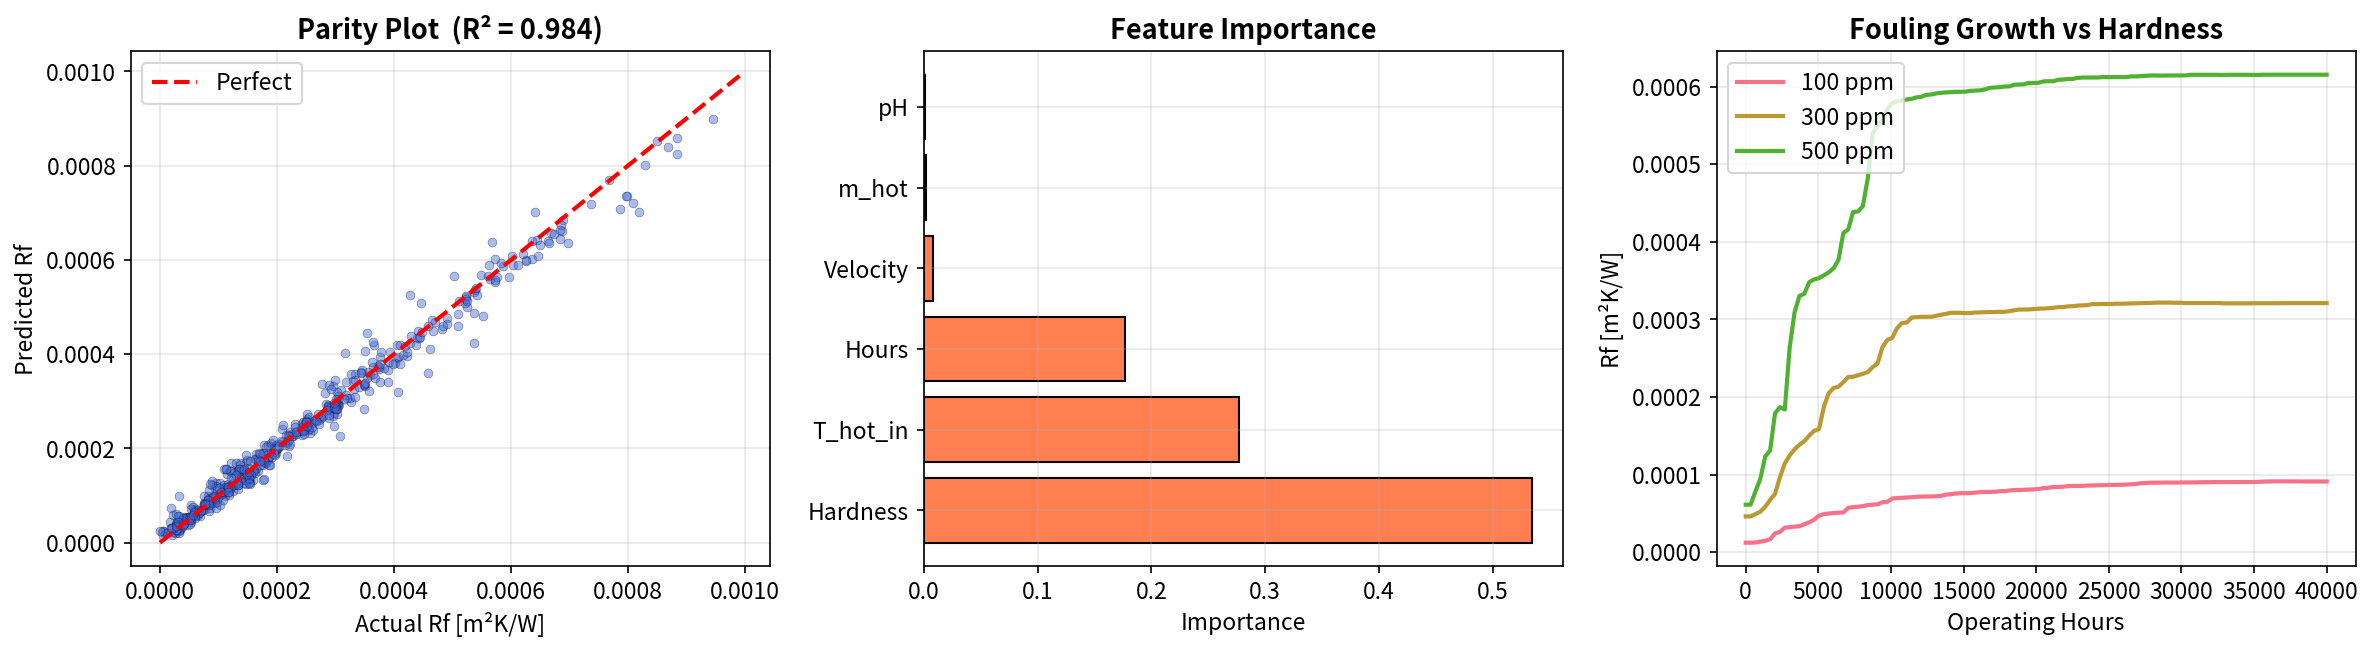 Parity Plot (R² = 0.984)
Perfect
0.0010
0.0008
0.0006
0.0004
0.0002
0.0000
Predicted Rf
0.0000 0.0002 0.0004 0.0006 0.0008 0.0010
Actual Rf [m²K/W]
Feature Importance
pH
m_hot
Velocity
Hours
T_hot_in
Hardness
0.0 0.1 0.2 0.3 0.4 0.5
Importance
Fouling Growth vs Hardness
100 ppm
300 ppm
500 ppm
0.0006
0.0005
0.0004
0.0003
0.0002
0.0001
0.0000
Rf [m²K/W]
0 5000 10000 15000 20000 25000 30000 35000 40000
Operating Hours